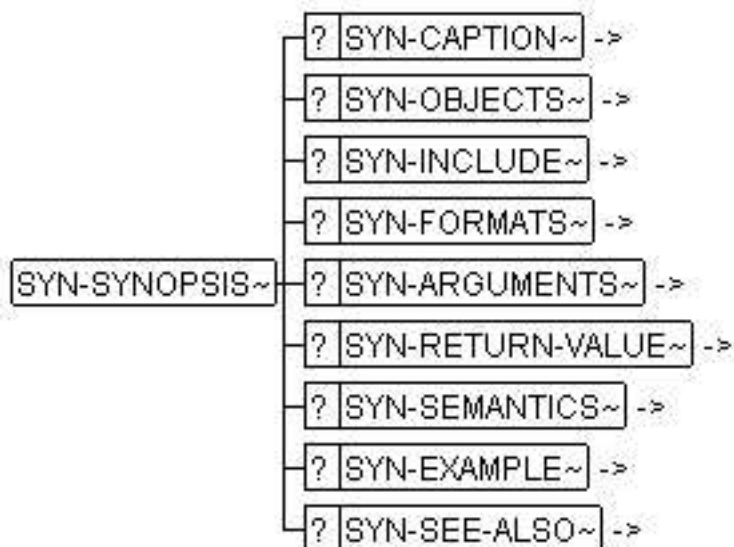 ? SYN-CAPTION~ ->
? SYN-OBJECTS~ ->
? SYN-INCLUDE~ ->
? SYN-FORMATS~ ->
SYN-SYNOPSIS~ ? SYN-ARGUMENTS~ ->
? SYN-RETURN-VALUE~ ->
? SYN-SEMANTICS~ ->
? SYN-EXAMPLE~ ->
? SYN-SEE-ALSO~ ->